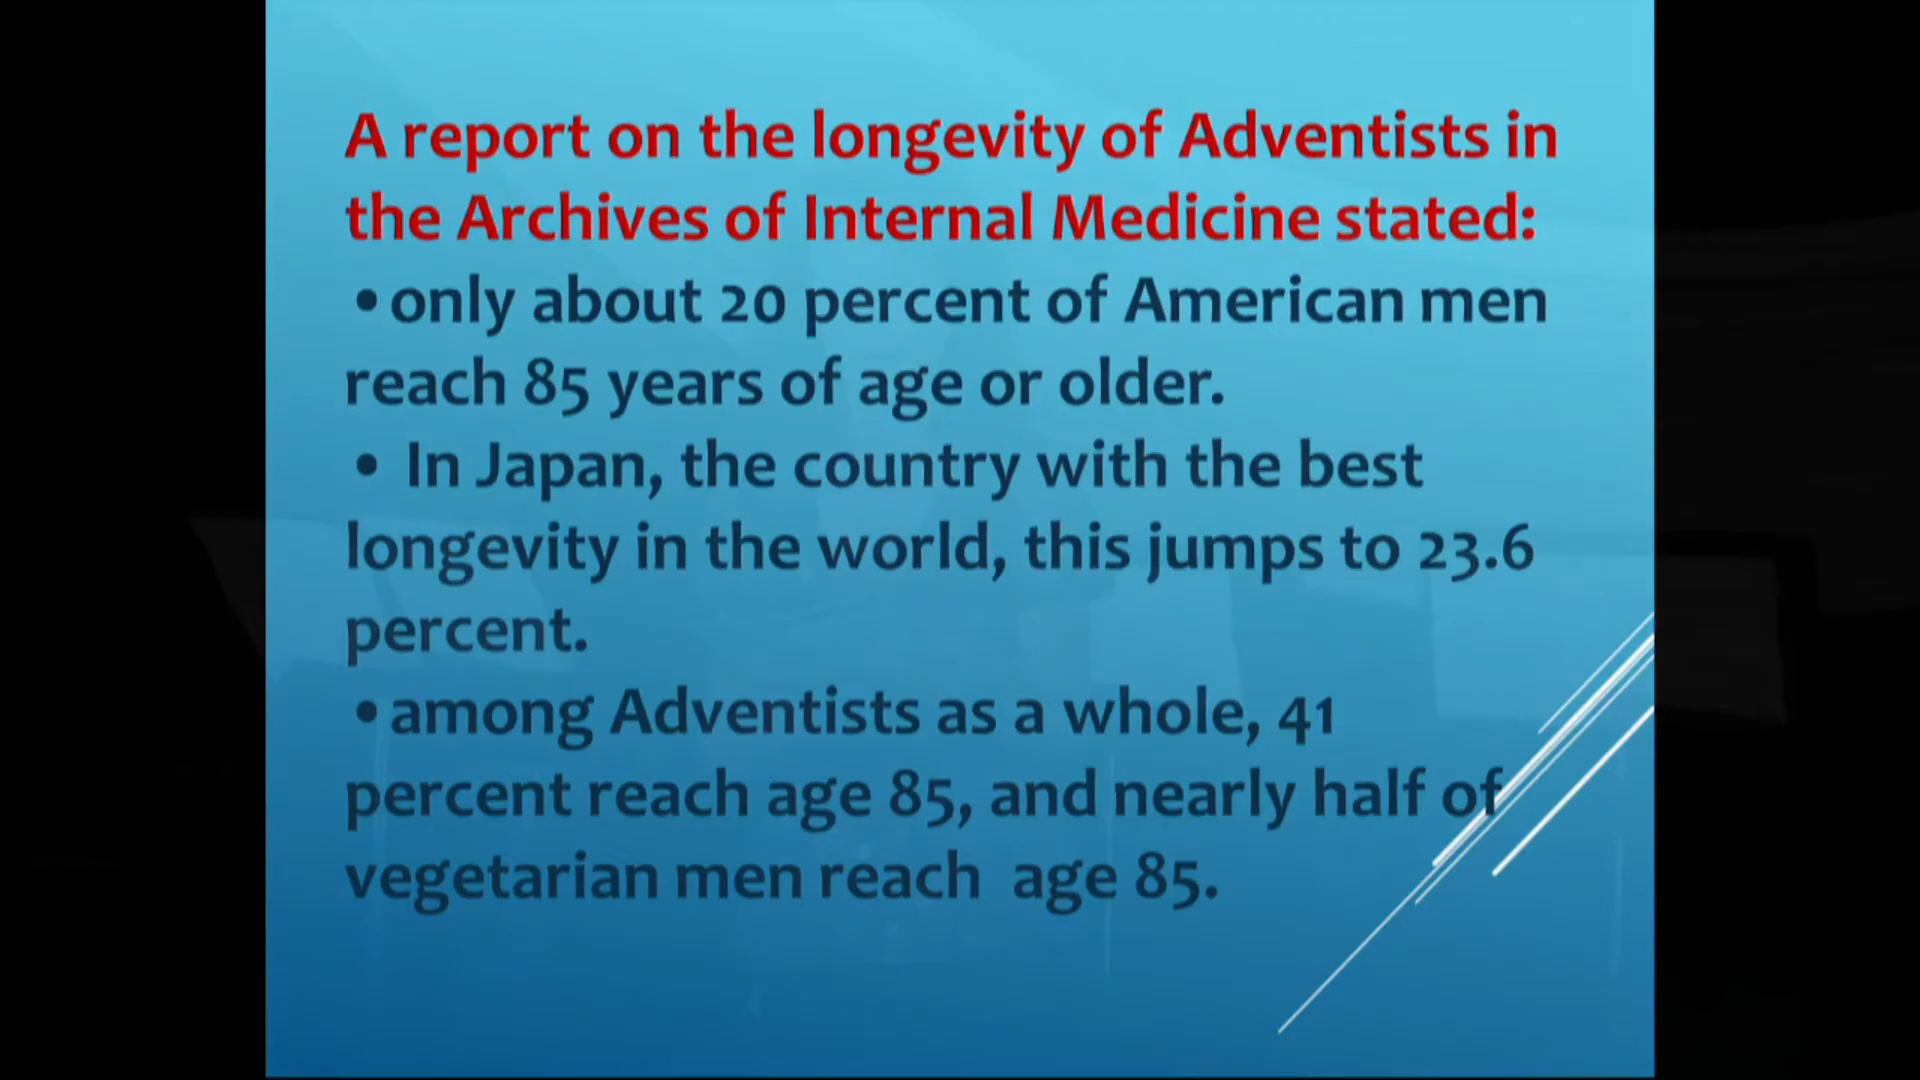 A report on the longevity of Adventists in
the Archives of Internal Medicine stated:
•only about 20 percent of American men
reach 85 years of age or older.
• In Japan, the country with the best
longevity in the world, this jumps to 23.6
percent.
•among Adventists as a whole, 41
percent reach age 85, and nearly half of
vegetarian men reach  age 85.